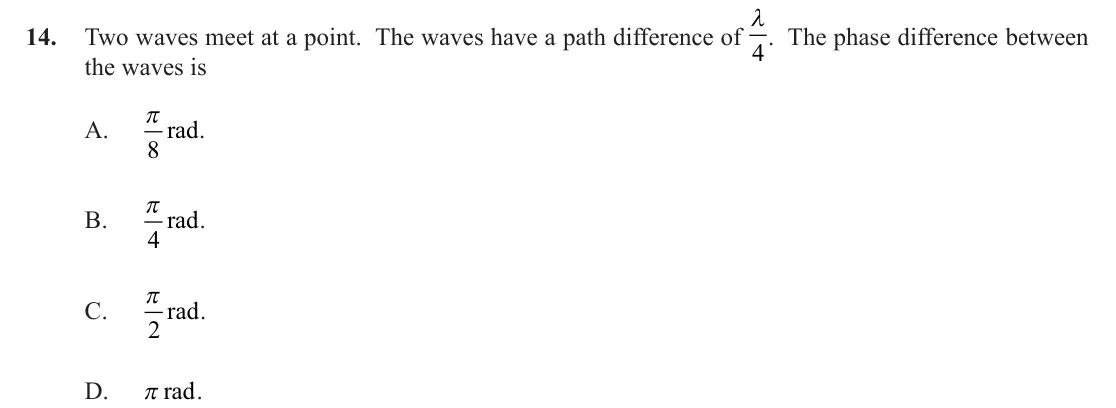 14. Two waves meet at a point. The waves have a path difference of λ/4. The phase difference between
the waves is
A. π/8 rad.
B. π/4 rad.
C. π/2 rad.
D. π rad.